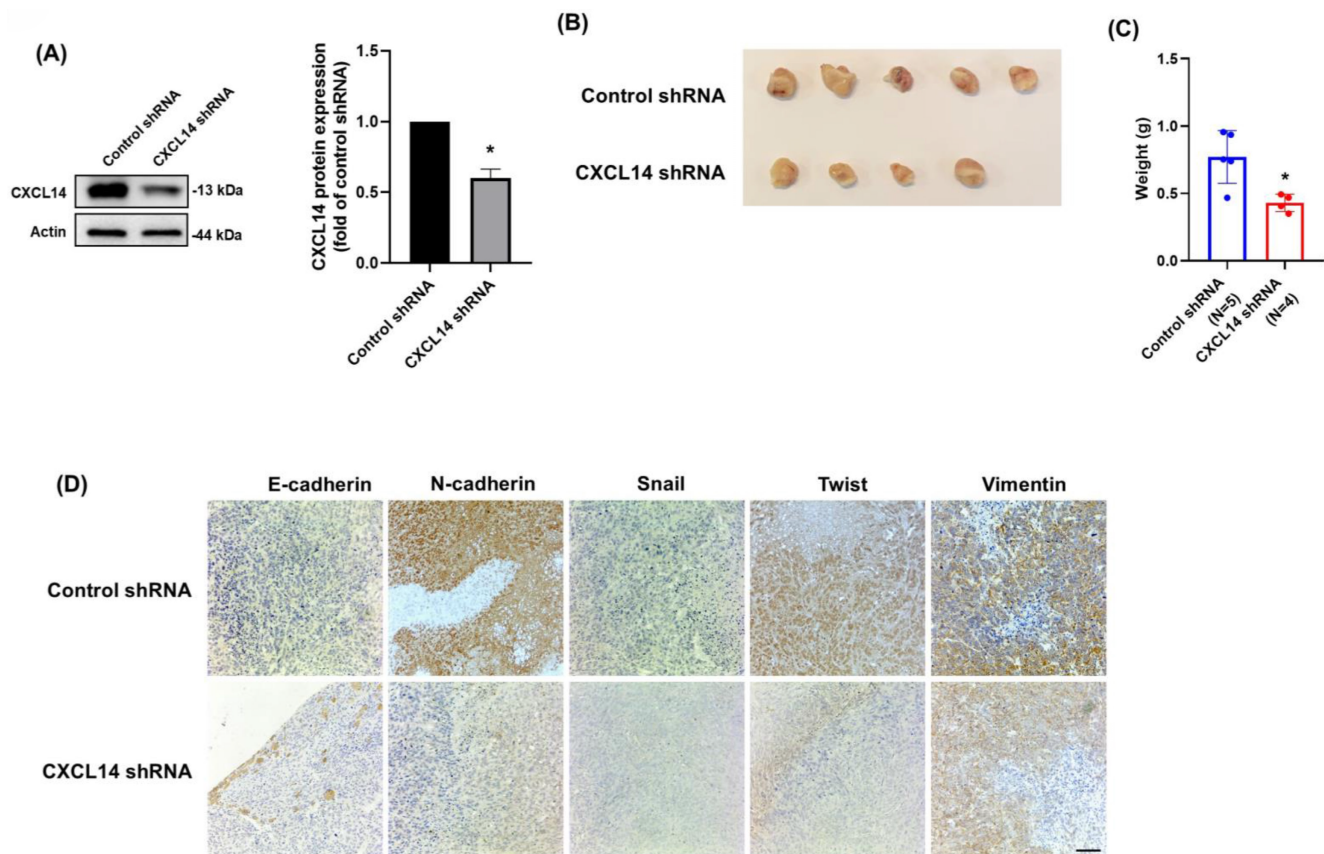 (A)
Control shRNA
CXCL14 shRNA
CXCL14
-13 kDa
Actin
-44 kDa
CXCL14 protein expression
(fold of control shRNA)
1.5
1.0
0.5
0.0
*
Control shRNA
CXCL14 shRNA
(B)
Control shRNA
CXCL14 shRNA
(C)
Weight (g)
1.5
1.0
0.5
0.0
*
Control shRNA
(N=5)
CXCL14 shRNA
(N=4)
(D)
E-cadherin
N-cadherin
Snail
Twist
Vimentin
Control shRNA
CXCL14 shRNA